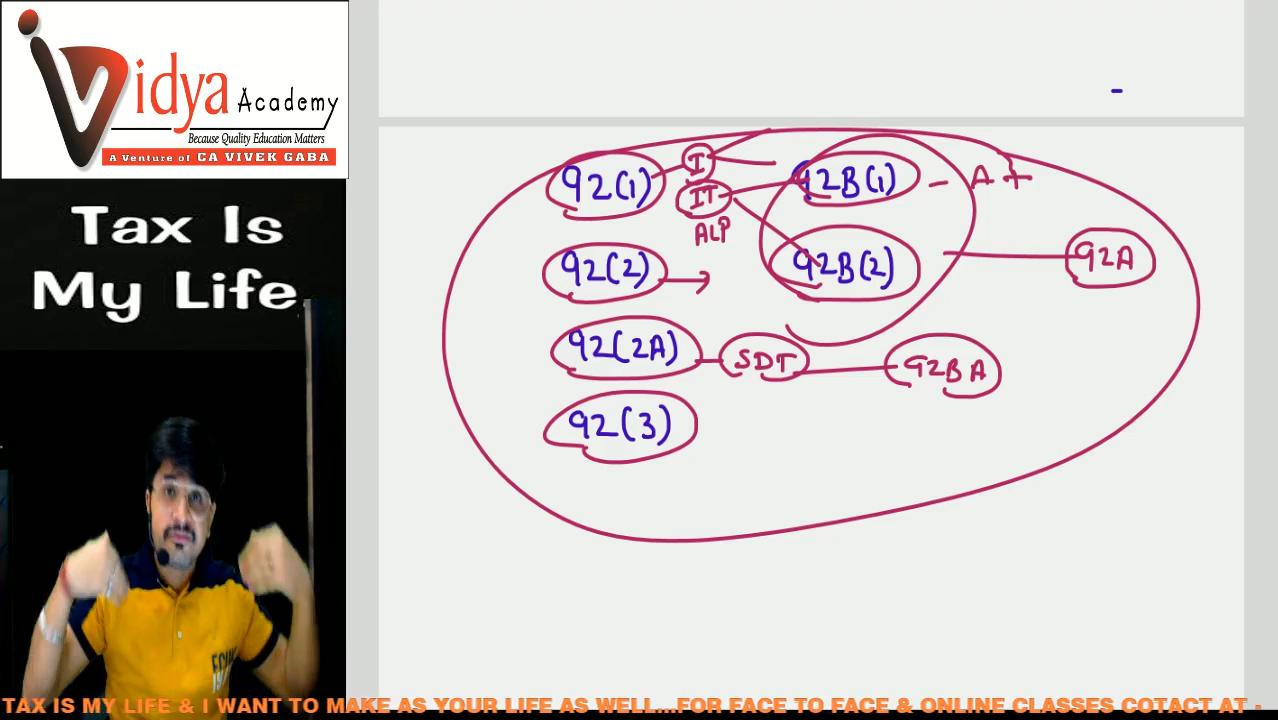 Vidya Academy
Because Quality Education Matters
A Venture of CA VIVEK GABA
Tax Is
My Life
-
92(1) I 92B(1) - A +
IT
ALP
92(2) 92B(2) 92A
92(2A) SDT 92BA
92(3)
TAX IS MY LIFE & I WANT TO MAKE AS YOUR LIFE AS WELL....FOR FACE TO FACE & ONLINE CLASSES COTACT AT -